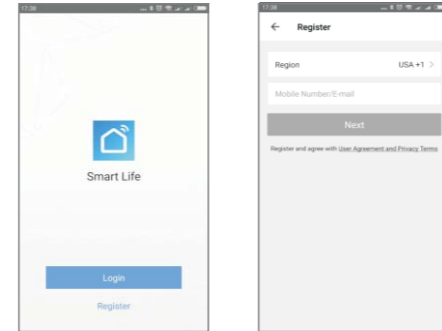 17:38
Smart Life
Login
Register
17:38
Register
Region USA +1 >
Mobile Number/E-mail
Next
Register and agree with User Agreement and Privacy Terms